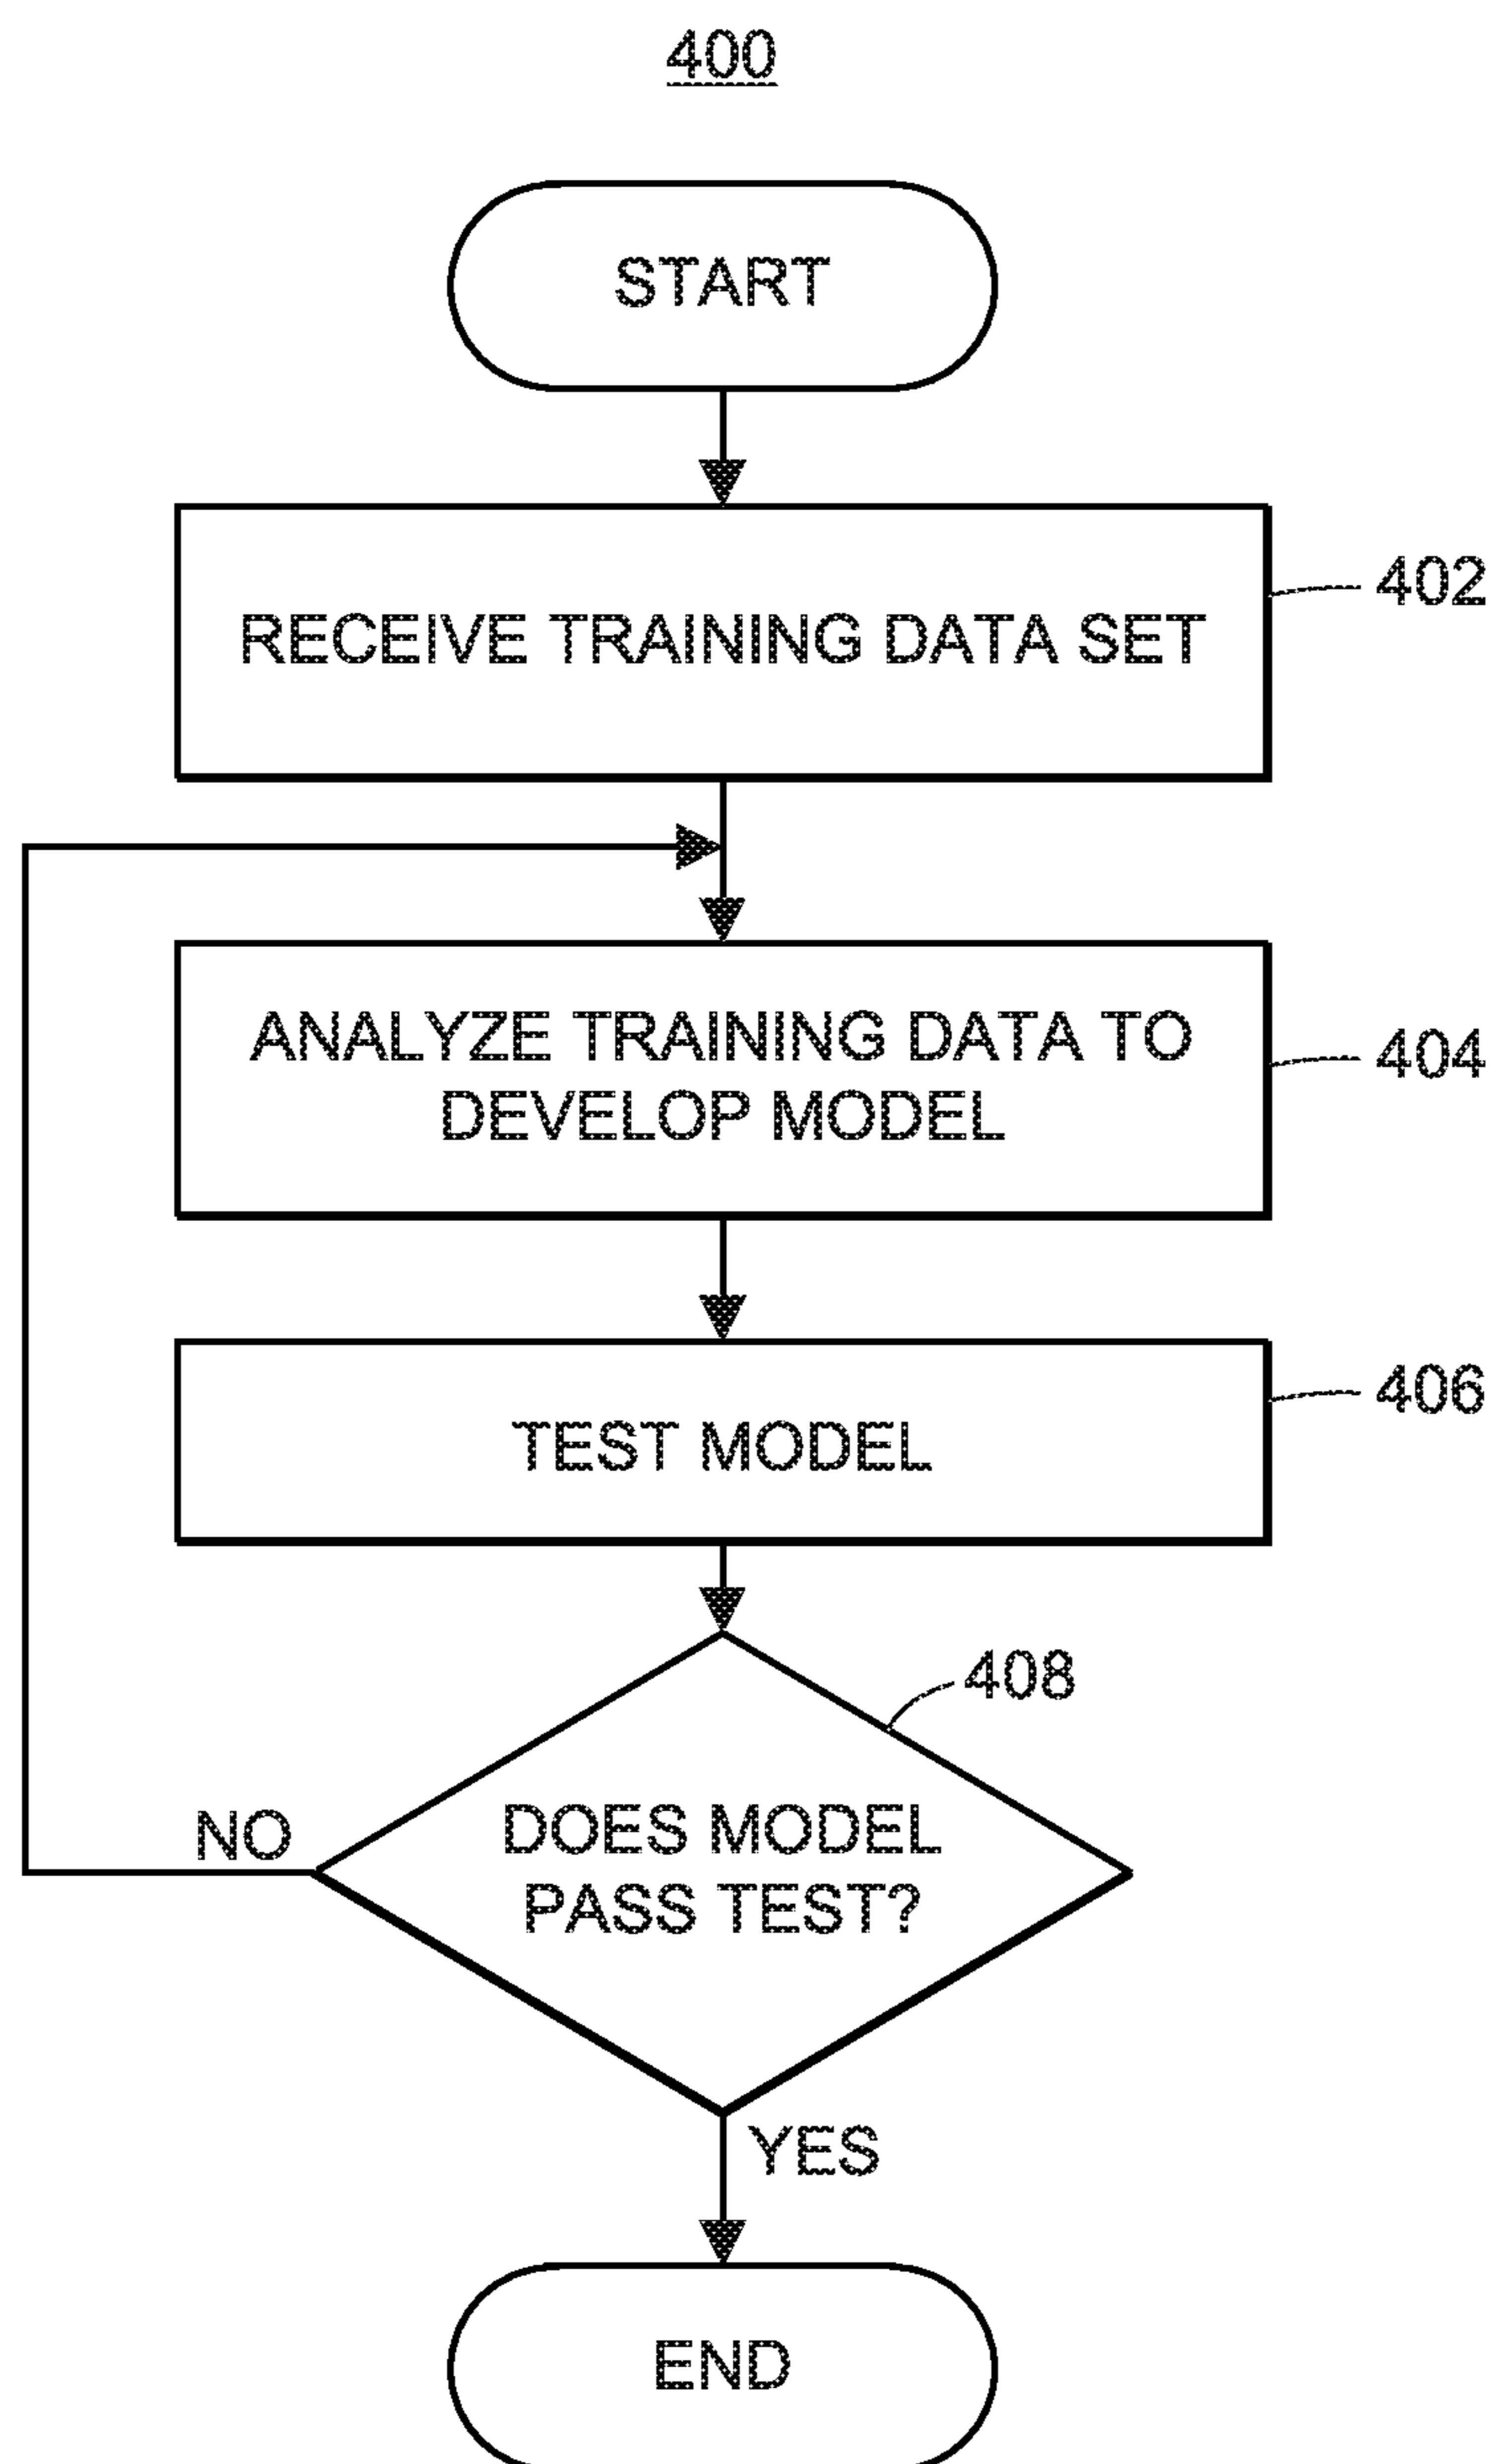 400
START
RECEIVE TRAINING DATA SET
402
ANALYZE TRAINING DATA TO
DEVELOP MODEL
404
TEST MODEL
406
408
DOES MODEL
PASS TEST?
NO
YES
END